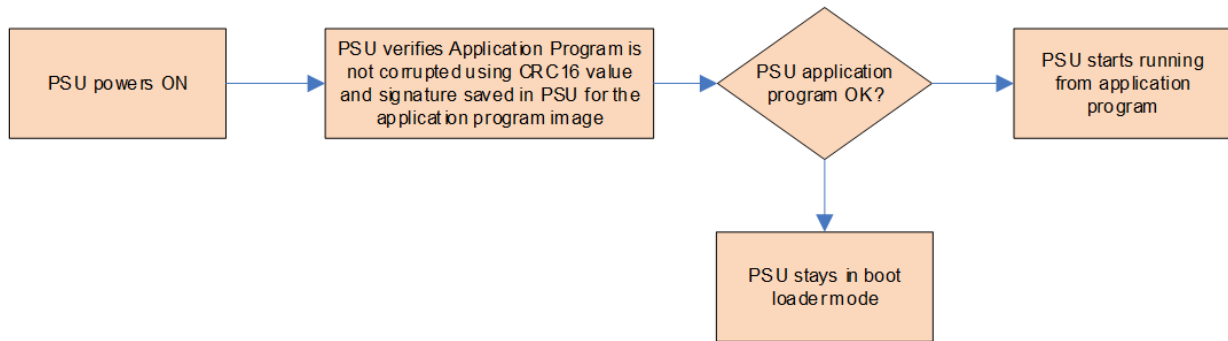 PSU powers ON
PSU verifies Application Program is
not corrupted using CRC16 value
and signature saved in PSU for the
application program image
PSU application
program OK?
PSU starts running
from application
program
PSU stays in boot
loader mode